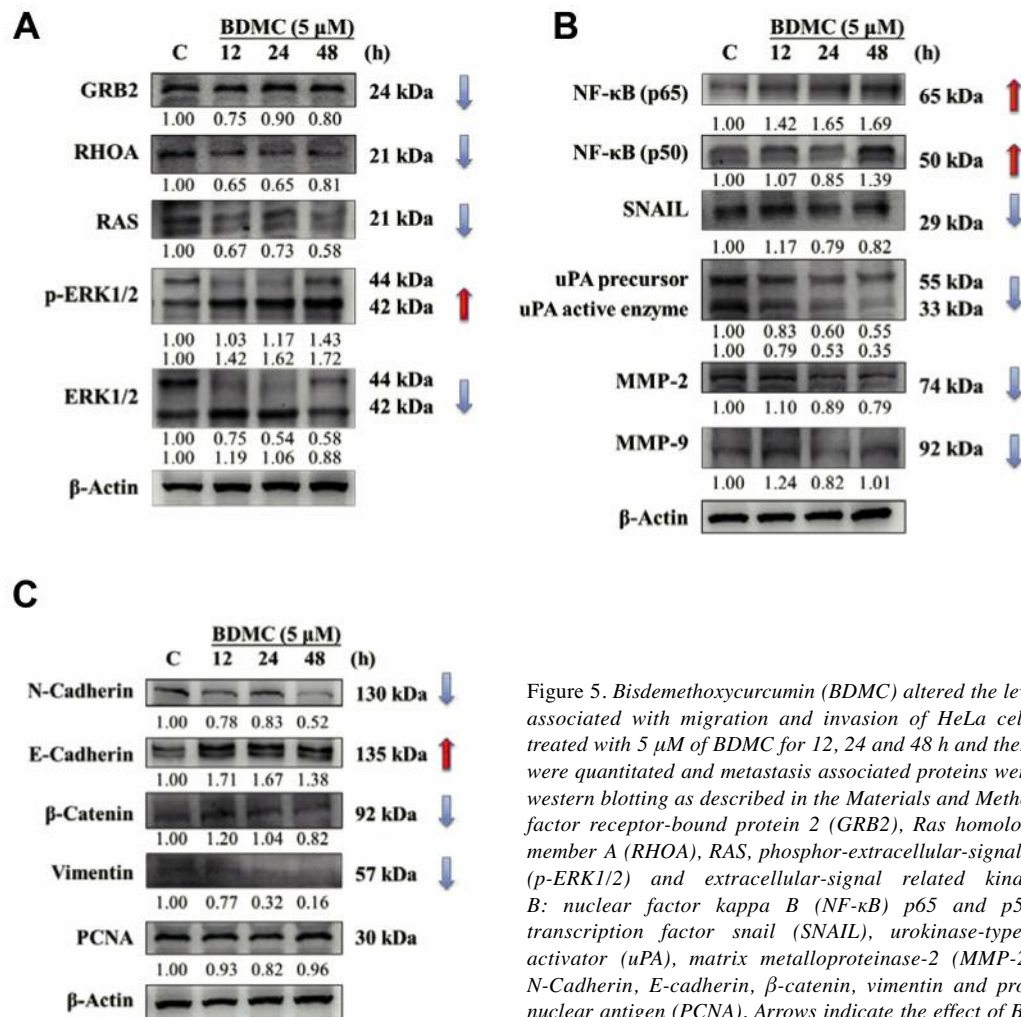 A
BDMC (5 µM)
C 12 24 48 (h)
GRB2 24 kDa
1.00 0.75 0.90 0.80
RHOA 21 kDa
1.00 0.65 0.65 0.81
RAS 21 kDa
1.00 0.67 0.73 0.58
p-ERK1/2 44 kDa
42 kDa
1.00 1.03 1.17 1.43
1.00 1.42 1.62 1.72
ERK1/2 44 kDa
42 kDa
1.00 0.75 0.54 0.58
1.00 1.19 1.06 0.88
β-Actin
B
BDMC (5 µM)
C 12 24 48 (h)
NF-κB (p65) 65 kDa
1.00 1.42 1.65 1.69
NF-κB (p50) 50 kDa
1.00 1.07 0.85 1.39
SNAIL 29 kDa
1.00 1.17 0.79 0.82
uPA precursor 55 kDa
uPA active enzyme 33 kDa
1.00 0.83 0.60 0.55
1.00 0.79 0.53 0.35
MMP-2 74 kDa
1.00 1.10 0.89 0.79
MMP-9 92 kDa
1.00 1.24 0.82 1.01
β-Actin
C
BDMC (5 µM)
C 12 24 48 (h)
N-Cadherin 130 kDa
1.00 0.78 0.83 0.52
E-Cadherin 135 kDa
1.00 1.71 1.67 1.38
β-Catenin 92 kDa
1.00 1.20 1.04 0.82
Vimentin 57 kDa
1.00 0.77 0.32 0.16
PCNA 30 kDa
1.00 0.93 0.82 0.96
β-Actin
Figure 5. Bisdemethoxycurcumin (BDMC) altered the le
associated with migration and invasion of HeLa cel
treated with 5 µM of BDMC for 12, 24 and 48 h and the
were quantitated and metastasis associated proteins wer
western blotting as described in the Materials and Metho
factor receptor-bound protein 2 (GRB2), Ras homolo
member A (RHOA), RAS, phosphor-extracellular-signal
(p-ERK1/2) and extracellular-signal related kina
B: nuclear factor kappa B (NF-κB) p65 and p5
transcription factor snail (SNAIL), urokinase-type
activator (uPA), matrix metalloproteinase-2 (MMP-2
N-Cadherin, E-cadherin, β-catenin, vimentin and pro
nuclear antigen (PCNA). Arrows indicate the effect of B